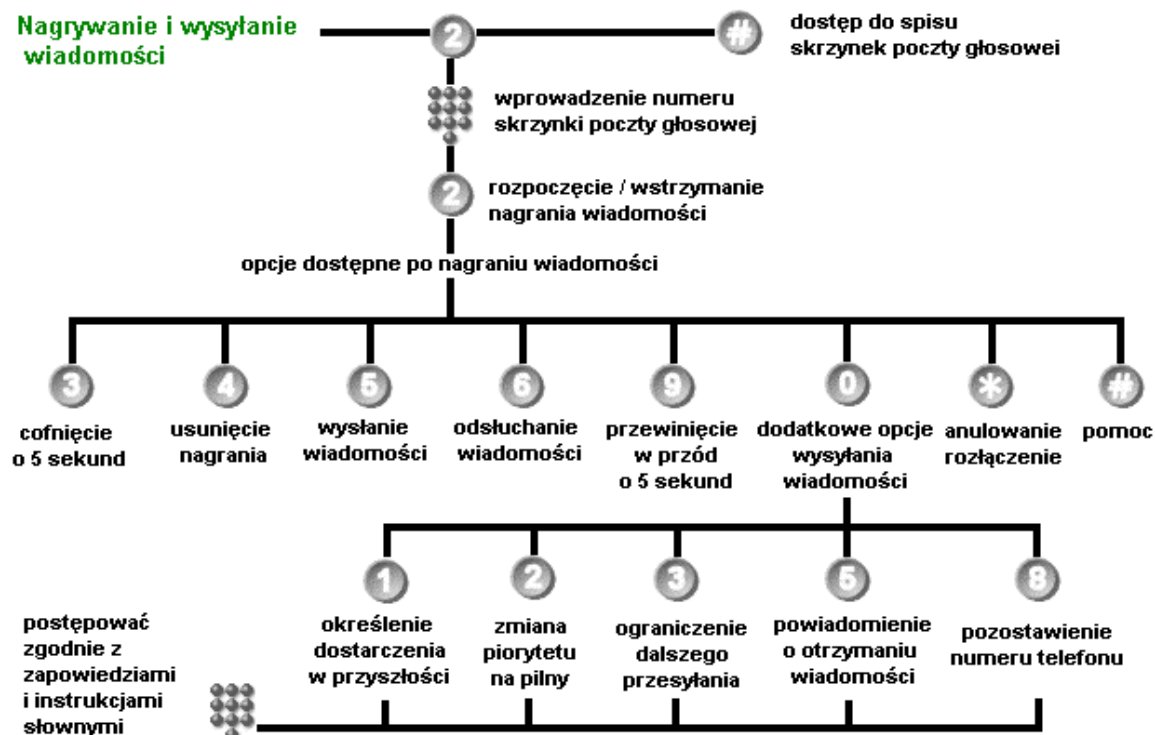 Nagrywanie i wysyłanie
wiadomości
2
#
dostęp do spisu
skrzynek poczty głosowei
wprowadzenie numeru
skrzynki poczty głosowej
2
rozpoczęcie / wstrzymanie
nagrania wiadomości
opcje dostępne po nagraniu wiadomości
3
cofnięcie
o 5 sekund
4
usunięcie
nagrania
5
wysłanie
wiadomości
6
odsłuchanie
wiadomości
9
przewinięcie
w przód
o 5 sekund
0
dodatkowe opcje
wysyłania
wiadomości
*
anulowanie
rozłączenie
#
pomoc
1
określenie
dostarczenia
w przyszłości
2
zmiana
piorytetu
na pilny
3
ograniczenie
dalszego
przesyłania
5
powiadomienie
o otrzymaniu
wiadomości
8
pozostawienie
numeru telefonu
postępować
zgodnie z
zapowiedziami
i instrukcjami
słownymi